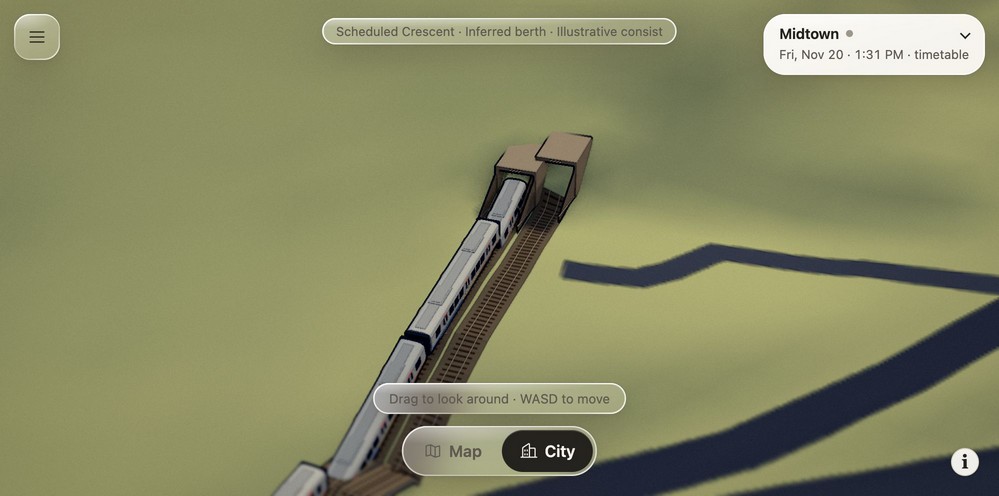 Scheduled Crescent · Inferred berth · Illustrative consist
Midtown
Fri, Nov 20 · 1:31 PM · timetable
Drag to look around · WASD to move
Map
City
i